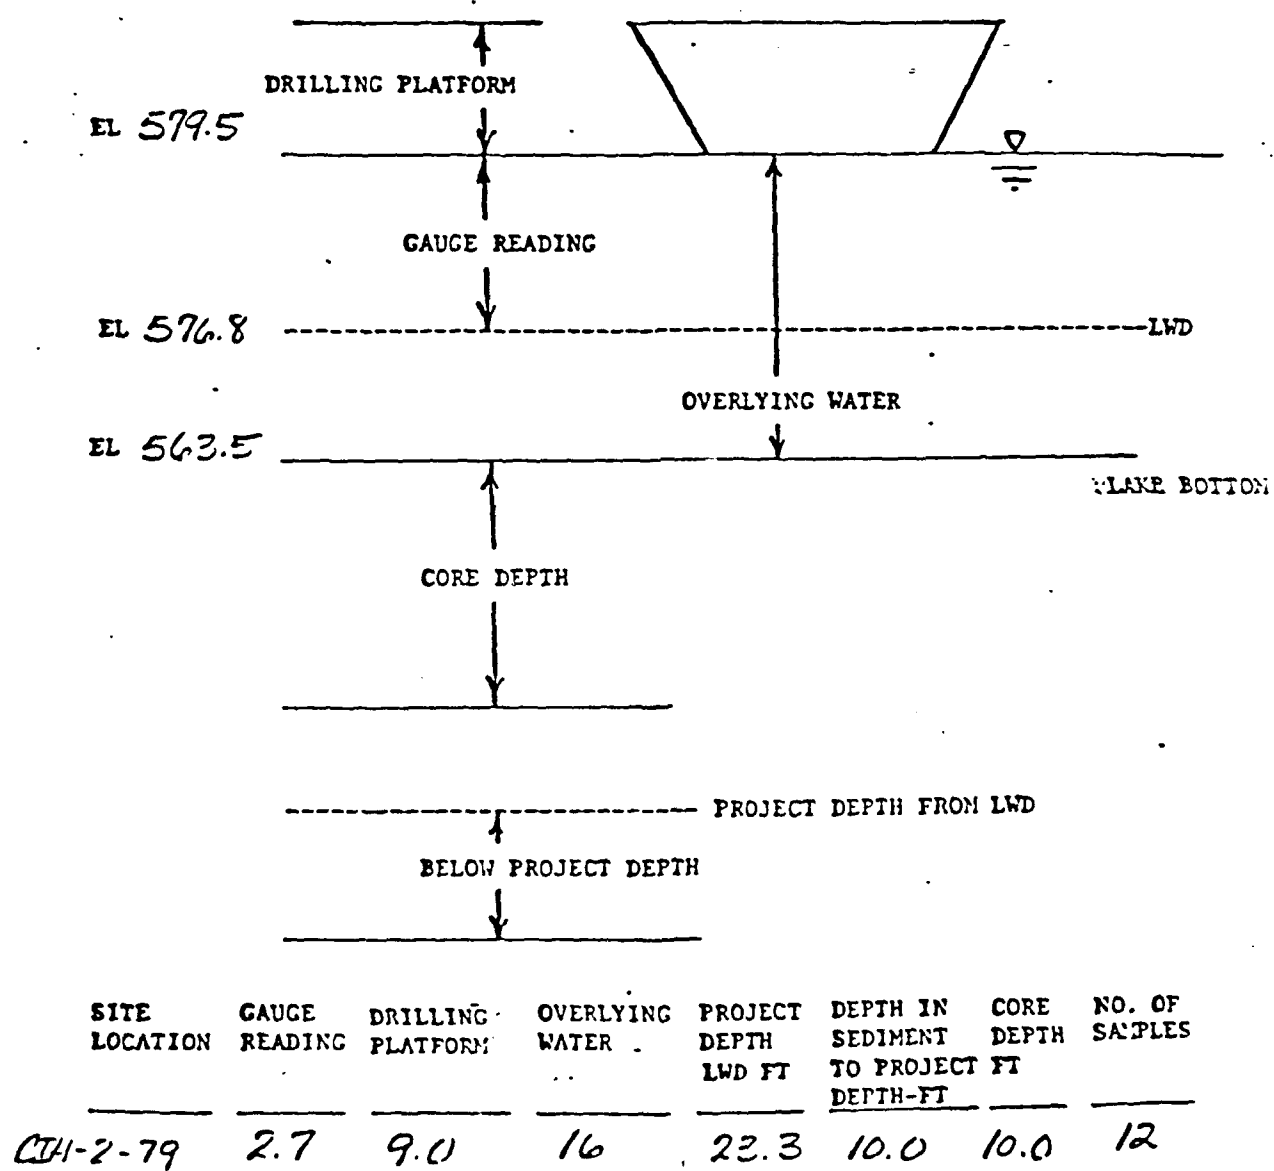 DRILLING PLATFORM
EL 579.5
GAUGE READING
EL 576.8
LWD
OVERLYING WATER
EL 563.5
LAKE BOTTOM
CORE DEPTH
PROJECT DEPTH FROM LWD
BELOW PROJECT DEPTH
SITE LOCATION
GAUGE READING
DRILLING PLATFORM
OVERLYING WATER
PROJECT DEPTH LWD FT
DEPTH IN SEDIMENT TO PROJECT DEPTH-FT
CORE DEPTH FT
NO. OF SAMPLES
CIH-2-79 2.7 9.0 16 23.3 10.0 10.0 12